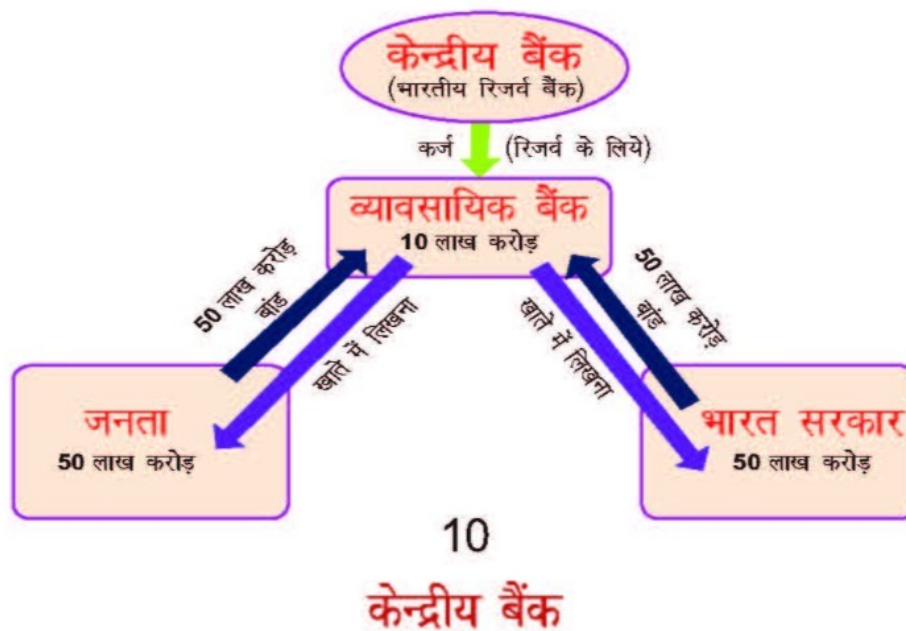 केन्द्रीय बैंक
(भारतीय रिजर्व बैंक)
कर्ज (रिजर्व के लिये)
व्यावसायिक बैंक
10 लाख करोड़
50 लाख करोड़
बांड
खाते में लिखना
50 लाख करोड़
बांड
खाते में लिखना
जनता
50 लाख करोड़
भारत सरकार
50 लाख करोड़
10
केन्द्रीय बैंक